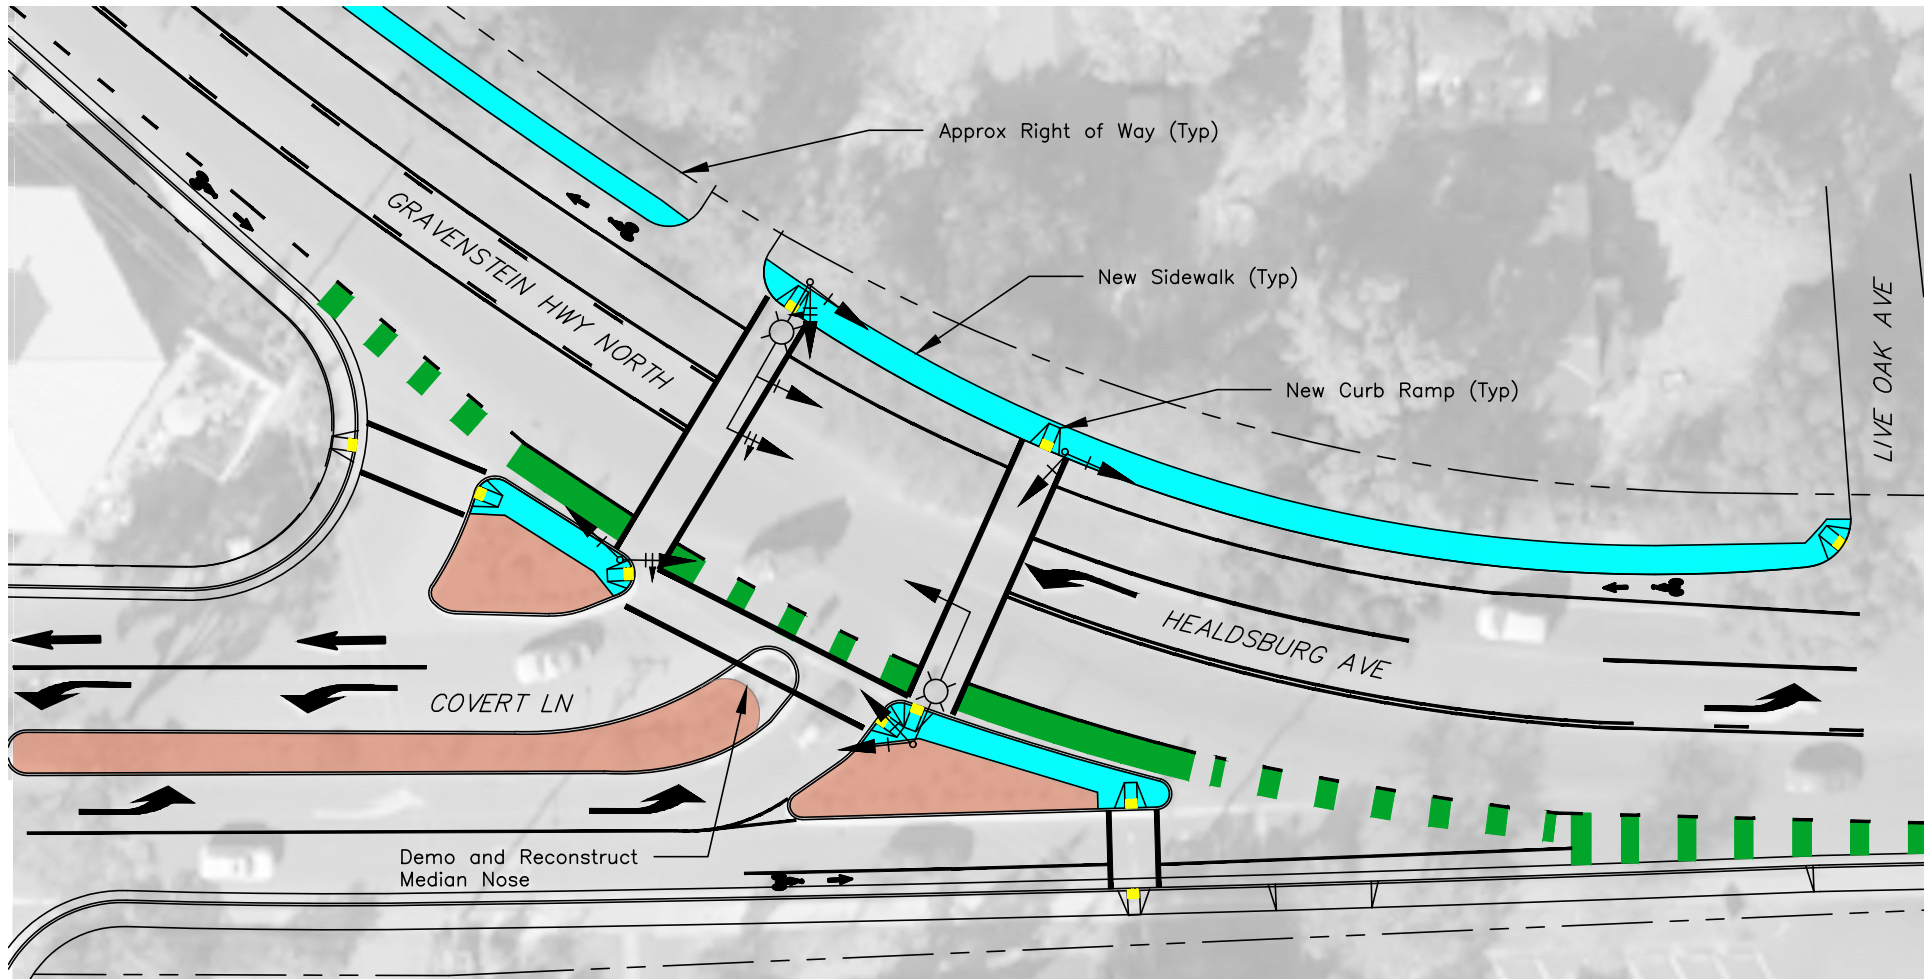 Approx Right of Way (Typ)
GRAVENSTEIN HWY NORTH
New Sidewalk (Typ)
LIVE OAK AVE
New Curb Ramp (Typ)
HEALDSBURG AVE
COVERT LN
Demo and Reconstruct
Median Nose